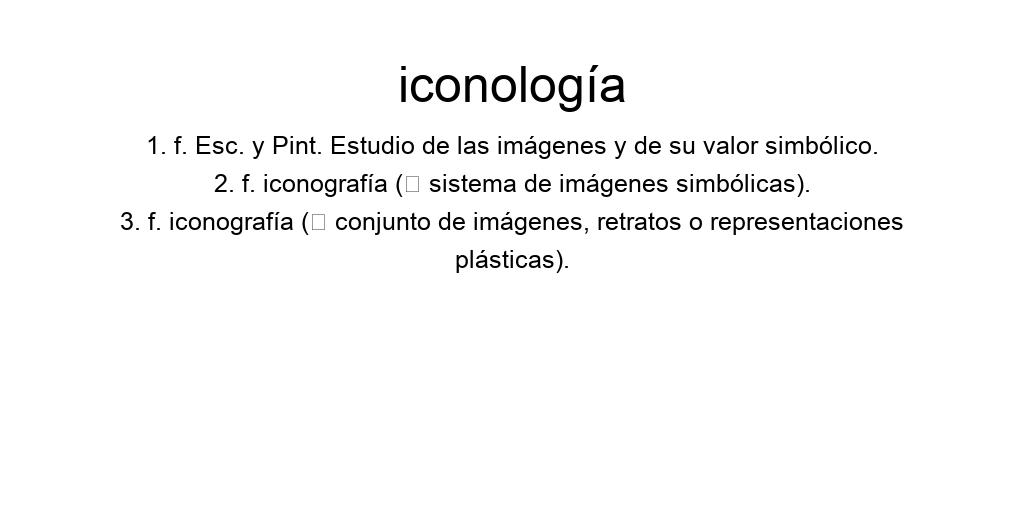 iconología
1. f. Esc. y Pint. Estudio de las imágenes y de su valor simbólico.
2. f. iconografía (▯ sistema de imágenes simbólicas).
3. f. iconografía (▯ conjunto de imágenes, retratos o representaciones
plásticas).